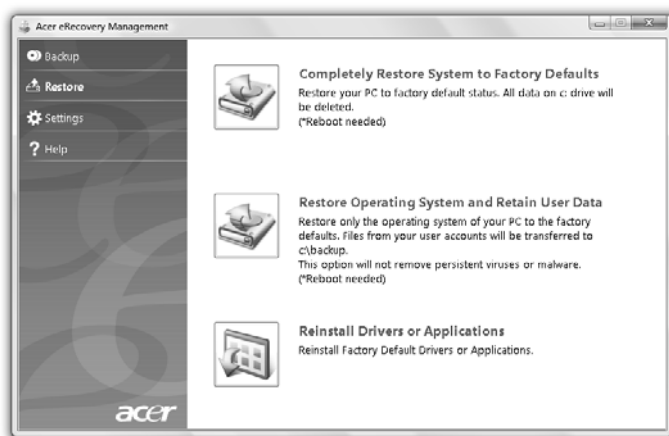 Acer eRecovery Management
Backup
Restore
Settings
Help
Completely Restore System to Factory Defaults
Restore your PC to factory default status. All data on c: drive will
be deleted.
(*Reboot needed)
Restore Operating System and Retain User Data
Restore only the operating system of your PC to the factory
defaults. Files from your user accounts will be transferred to
c:\backup.
This option will not remove persistent viruses or malware.
(*Reboot needed)
Reinstall Drivers or Applications
Reinstall Factory Default Drivers or Applications.
acer